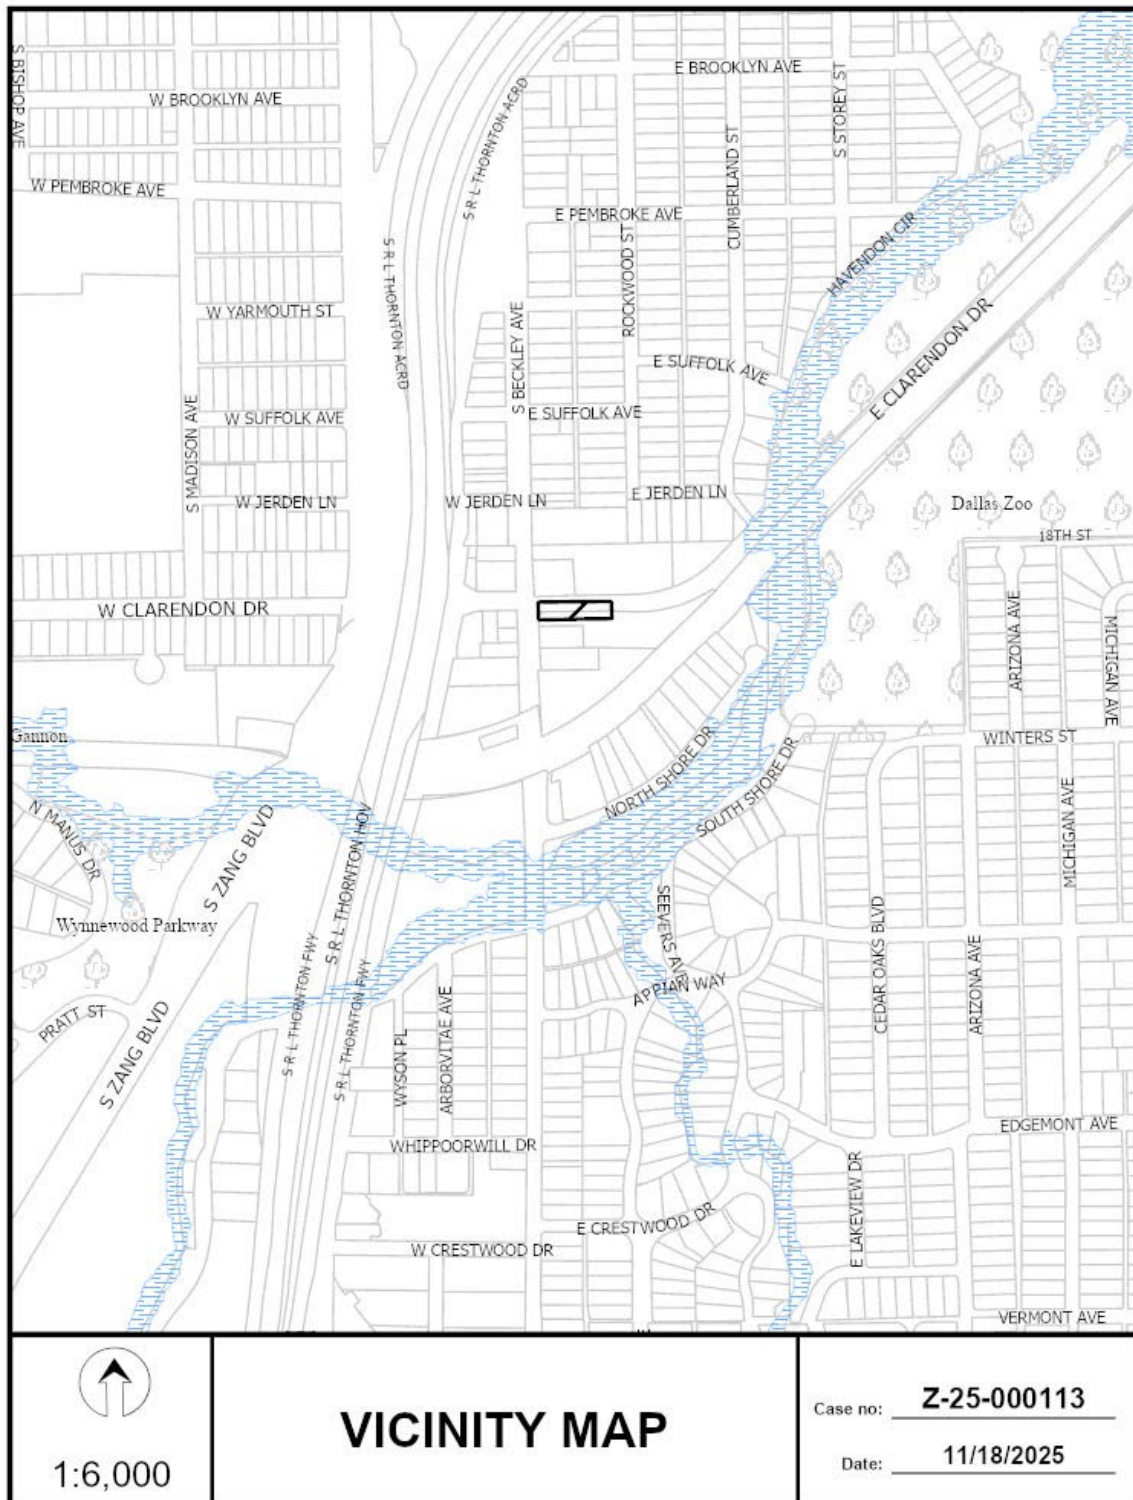 S BISHOP AVE
W BROOKLYN AVE
E BROOKLYN AVE
S STOREY ST
S R L THORNTON ACRD
CUMBERLAND ST
W PEMBROKE AVE
E PEMBROKE AVE
ROCKWOOD ST
HAVENDON CIR
S R L THORNTON ACRD
W YARMOUTH ST
S BECKLEY AVE
E SUFFOLK AVE
E CLARENDON DR
W SUFFOLK AVE
E SUFFOLK AVE
S MADISON AVE
W JERDEN LN
W JERDEN LN
E JERDEN LN
Dallas Zoo
18TH ST
W CLARENDON DR
ARIZONA AVE
MICHIGAN AVE
Gannon
NORTH SHORE DR
SOUTH SHORE DR
WINTERS ST
N MANUS DR
S ZANG BLVD
S R L THORNTON HOV
MICHIGAN AVE
Wynnewood Parkway
SEEVERS AVE
CEDAR OAKS BLVD
ARIZONA AVE
APPIAN WAY
PRATT ST
S ZANG BLVD
S R L THORNTON FWY
S R L THORNTON FWY
WYSON PL
ARBORVITAE AVE
WHIPPOORWILL DR
EDGEMONT AVE
E LAKEVIEW DR
E CRESTWOOD DR
W CRESTWOOD DR
VERMONT AVE
1:6,000
VICINITY MAP
Case no: Z-25-000113
Date: 11/18/2025